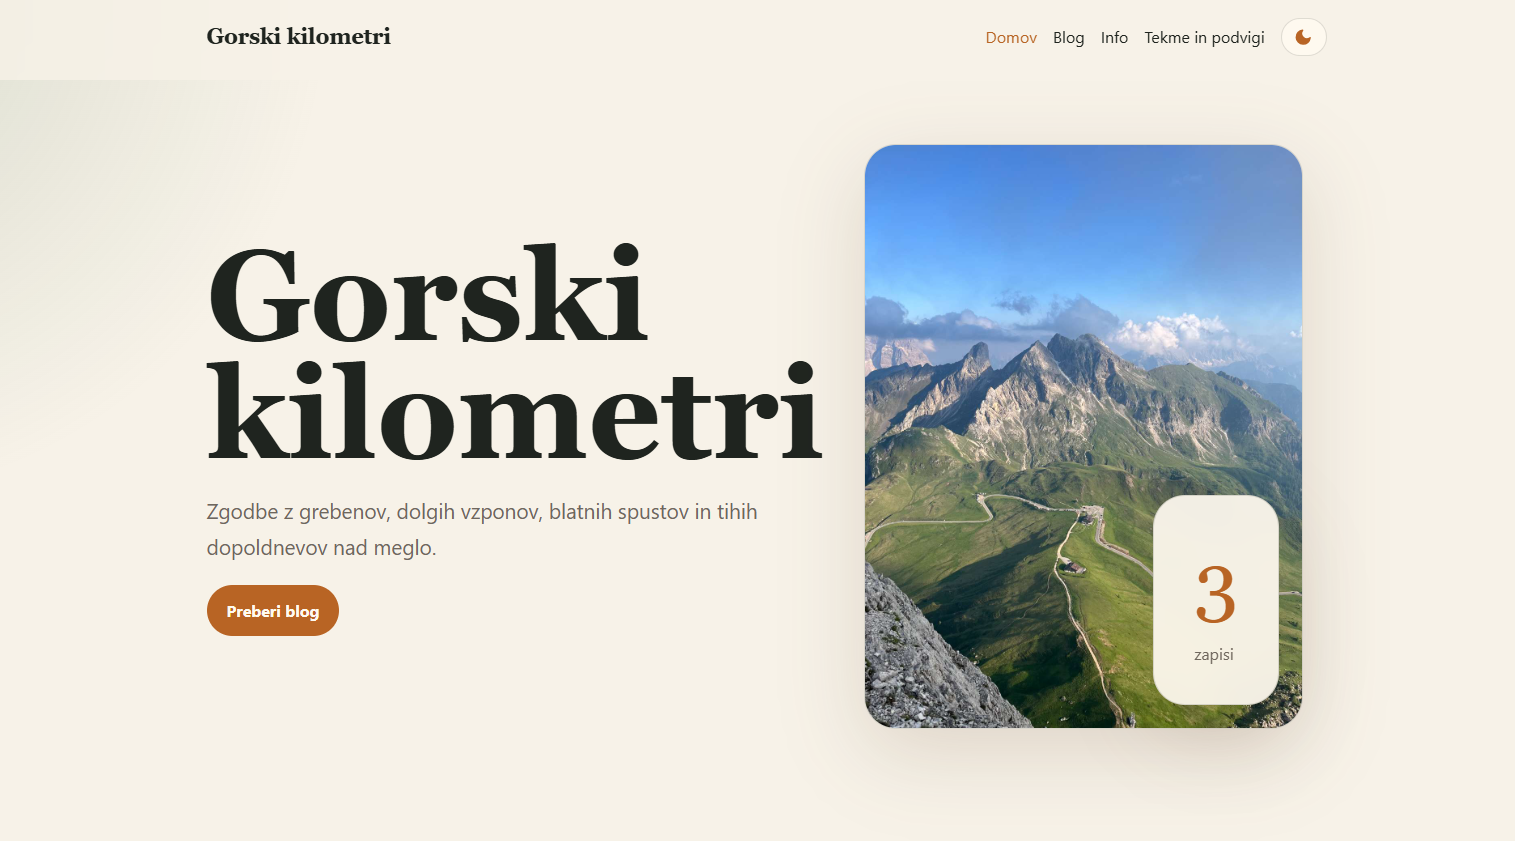 Gorski kilometri
Domov Blog Info Tekme in podvigi
Gorski
kilometri
Zgodbe z grebenov, dolgih vzponov, blatnih spustov in tihih
dopoldnevov nad meglo.
Preberi blog
3
zapisi